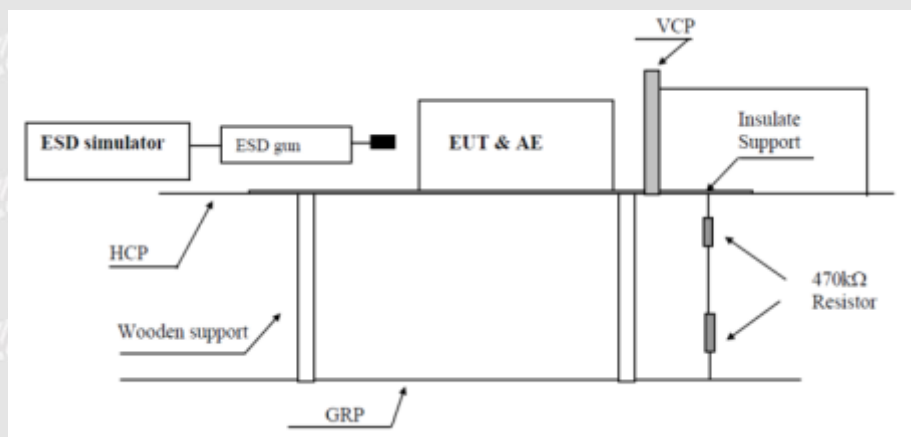 VCP
ESD simulator
ESD gun
EUT & AE
Insulate
Support
HCP
470kΩ
Resistor
Wooden support
GRP